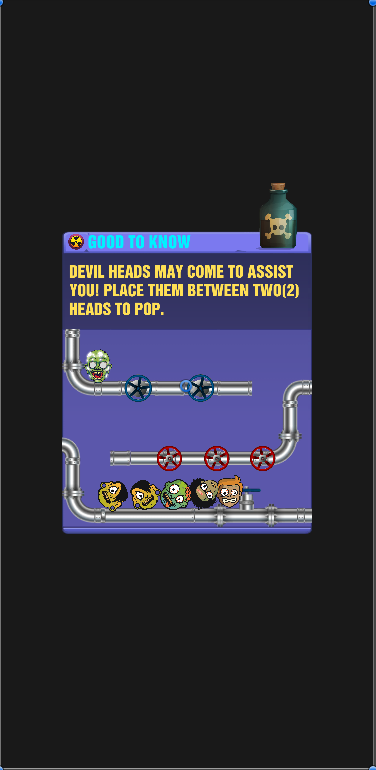 GOOD TO KNOW
DEVIL HEADS MAY COME TO ASSIST
YOU! PLACE THEM BETWEEN TWO(2)
HEADS TO POP.